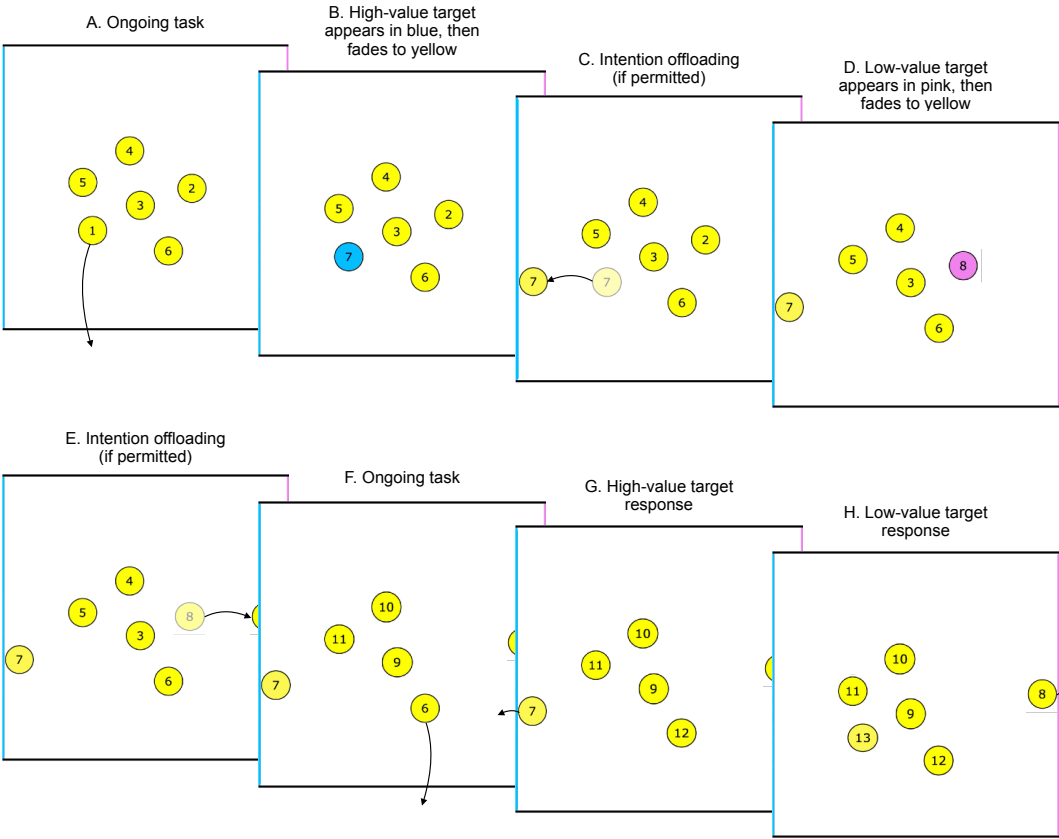 A. Ongoing task
4
5
2
3
1
6
B. High-value target
appears in blue, then
fades to yellow
4
5
2
3
7
6
C. Intention offloading
(if permitted)
4
5
2
3
7
7
6
D. Low-value target
appears in pink, then
fades to yellow
4
5
8
3
7
6
E. Intention offloading
(if permitted)
4
5
8
3
7
6
F. Ongoing task
10
11
9
7
6
G. High-value target
response
10
11
9
7
12
H. Low-value target
response
10
11
8
9
13
12